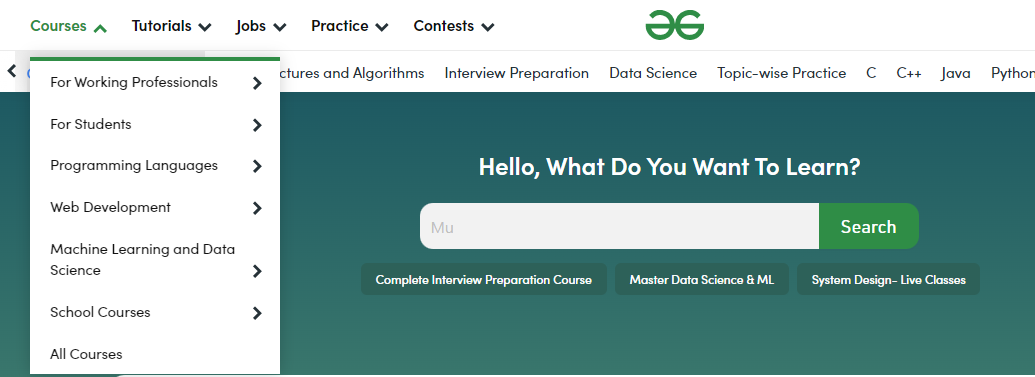 Courses Tutorials Jobs Practice Contests
ctures and Algorithms Interview Preparation Data Science Topic-wise Practice C C++ Java Python
For Working Professionals
For Students
Programming Languages
Web Development
Machine Learning and Data
Science
School Courses
All Courses
Hello, What Do You Want To Learn?
Mu Search
Complete Interview Preparation Course Master Data Science & ML System Design- Live Classes